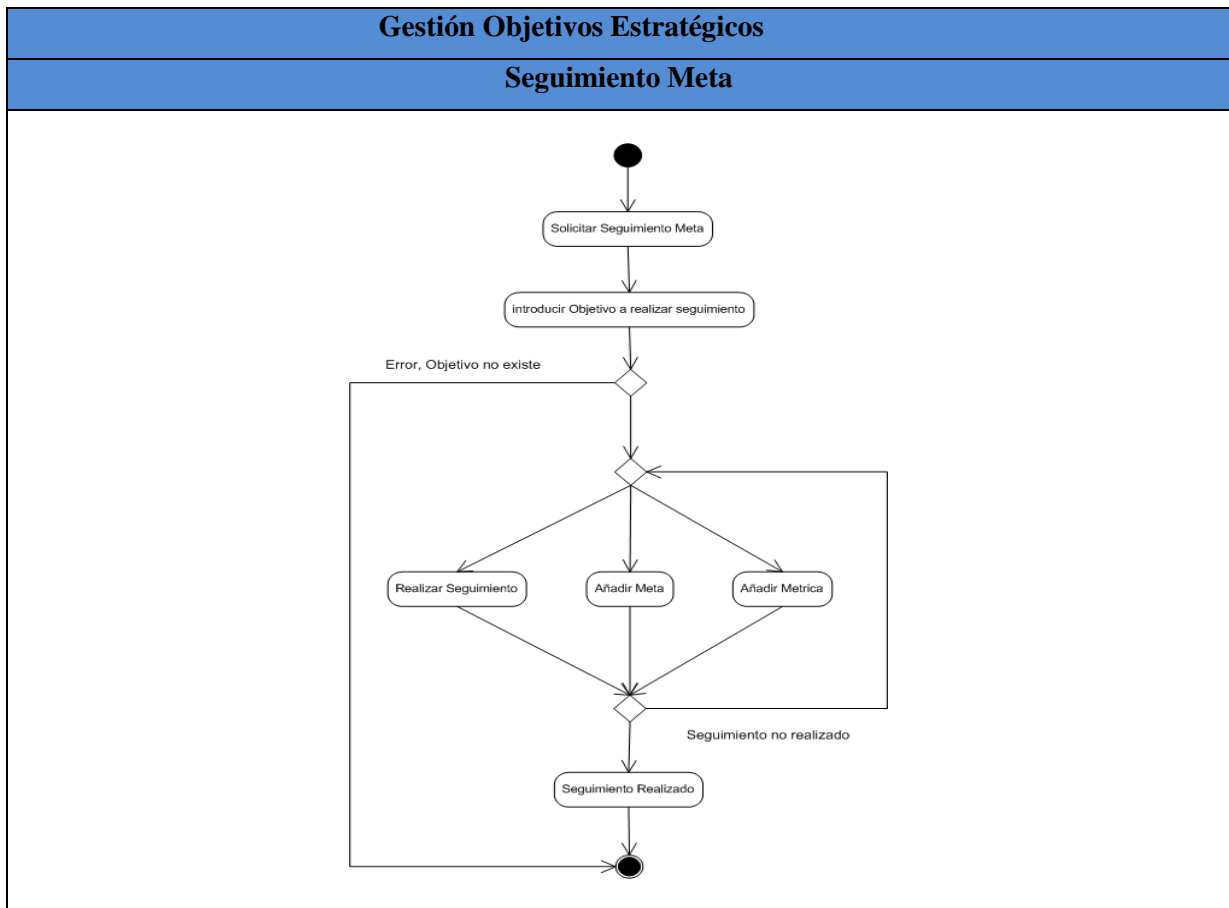 Gestión Objetivos Estratégicos
Seguimiento Meta
Solicitar Seguimiento Meta
introducir Objetivo a realizar seguimiento
Error, Objetivo no existe
Realizar Seguimiento
Añadir Meta
Añadir Metrica
Seguimiento no realizado
Seguimiento Realizado